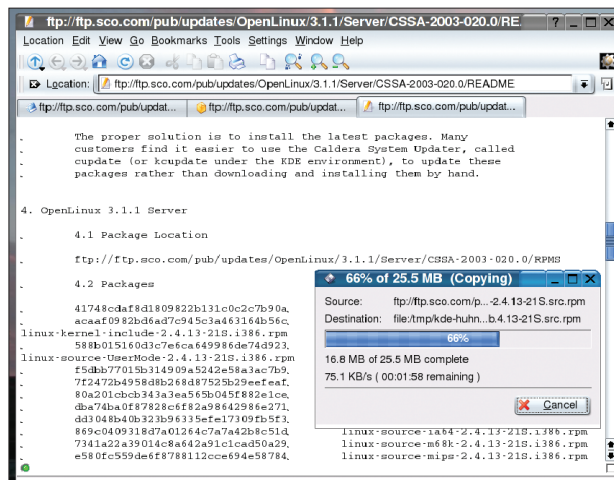 ftp://ftp.sco.com/pub/updates/OpenLinux/3.1.1/Server/CSSA-2003-020.0/RE
Location Edit View Go Bookmarks Tools Settings Window Help
Location: ftp://ftp.sco.com/pub/updates/OpenLinux/3.1.1/Server/CSSA-2003-020.0/README
ftp://ftp.sco.com/pub/updat... ftp://ftp.sco.com/pub/updat... ftp://ftp.sco.com/pub/updat...
The proper solution is to install the latest packages. Many
customers find it easier to use the Caldera System Updater, called
cupdate (or kcupdate under the KDE environment), to update these
packages rather than downloading and installing them by hand.
4. OpenLinux 3.1.1 Server
4.1 Package Location
ftp://ftp.sco.com/pub/updates/OpenLinux/3.1.1/Server/CSSA-2003-020.0/RPMS
4.2 Packages
41748cdaf8d1809822b131c0c2c7b90a
acaaf0982bd6ad7c945c3a463164b56c
linux-kernel-include-2.4.13-21S.i386.rpm
588b015160d3c7e6ca649986de74d923
linux-source-UserMode-2.4.13-21S.i386.rpm
f5dbb77015b314909a5242e58a3ac7b9
7f2472b4958d8b268d87525b29eefeaf
80a201cbcb343a3ea565b045f882e1ce
dba74ba0f87828c6f82a98642986e271
dd3048b40b323b96335efe17309fb5f3
869c0409318d7a01264c7a7a42b8c51d linux-source-ia64-2.4.13-21S.i386.rpm
7341a22a39014c8a642a91c1cad50a29 linux-source-m68k-2.4.13-21S.i386.rpm
e580fc559de6f8788112cce694e58784 linux-source-mips-2.4.13-21S.i386.rpm
66% of 25.5 MB (Copying)
Source: ftp://ftp.sco.com/p...-2.4.13-21S.src.rpm
Destination: file:/tmp/kde-huhn...b.4.13-21S.src.rpm
66%
16.8 MB of 25.5 MB complete
75.1 KB/s ( 00:01:58 remaining )
Cancel